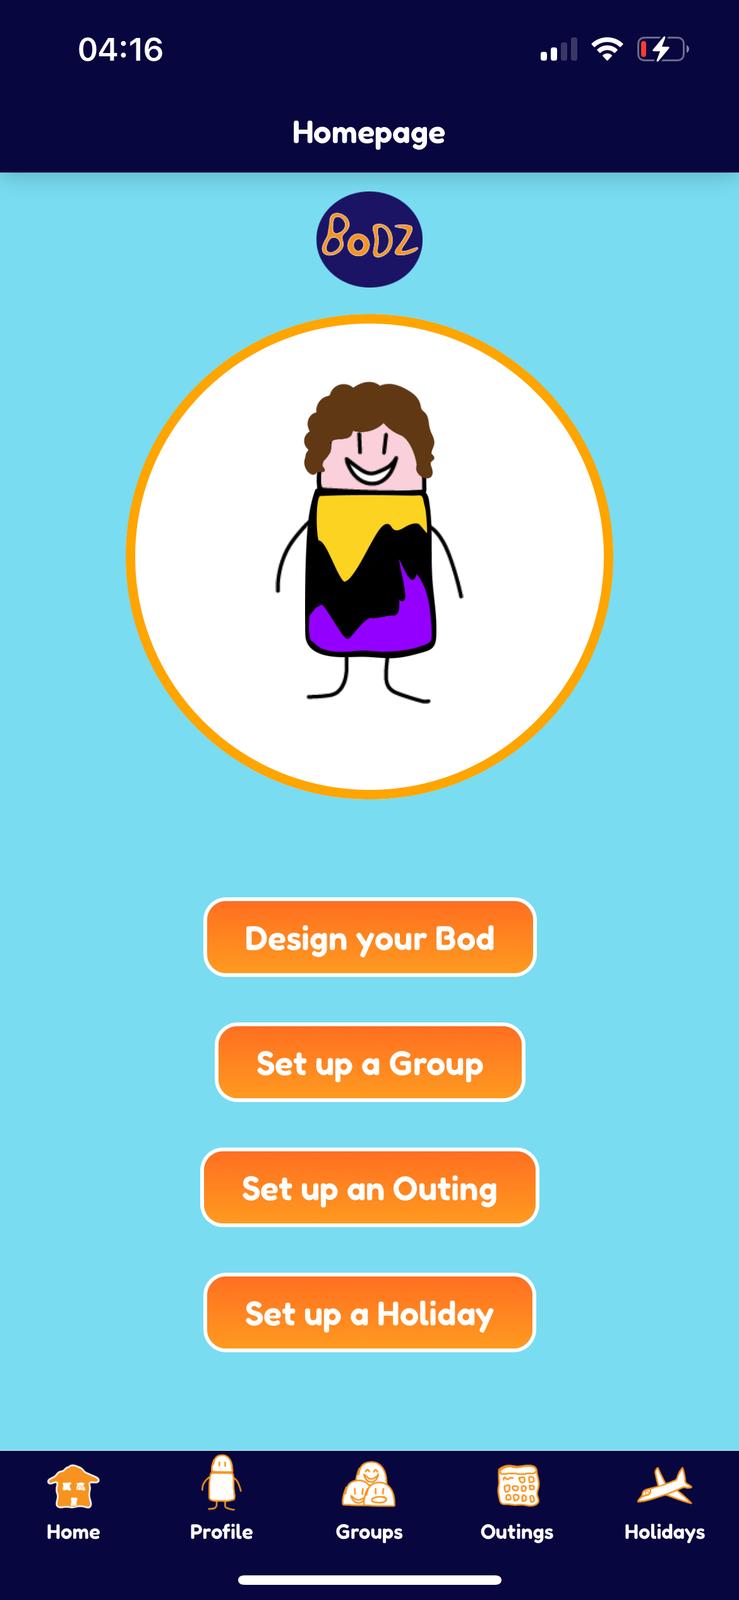 04:16
Homepage
BoDZ
Design your Bod
Set up a Group
Set up an Outing
Set up a Holiday
Home Profile Groups Outings Holidays